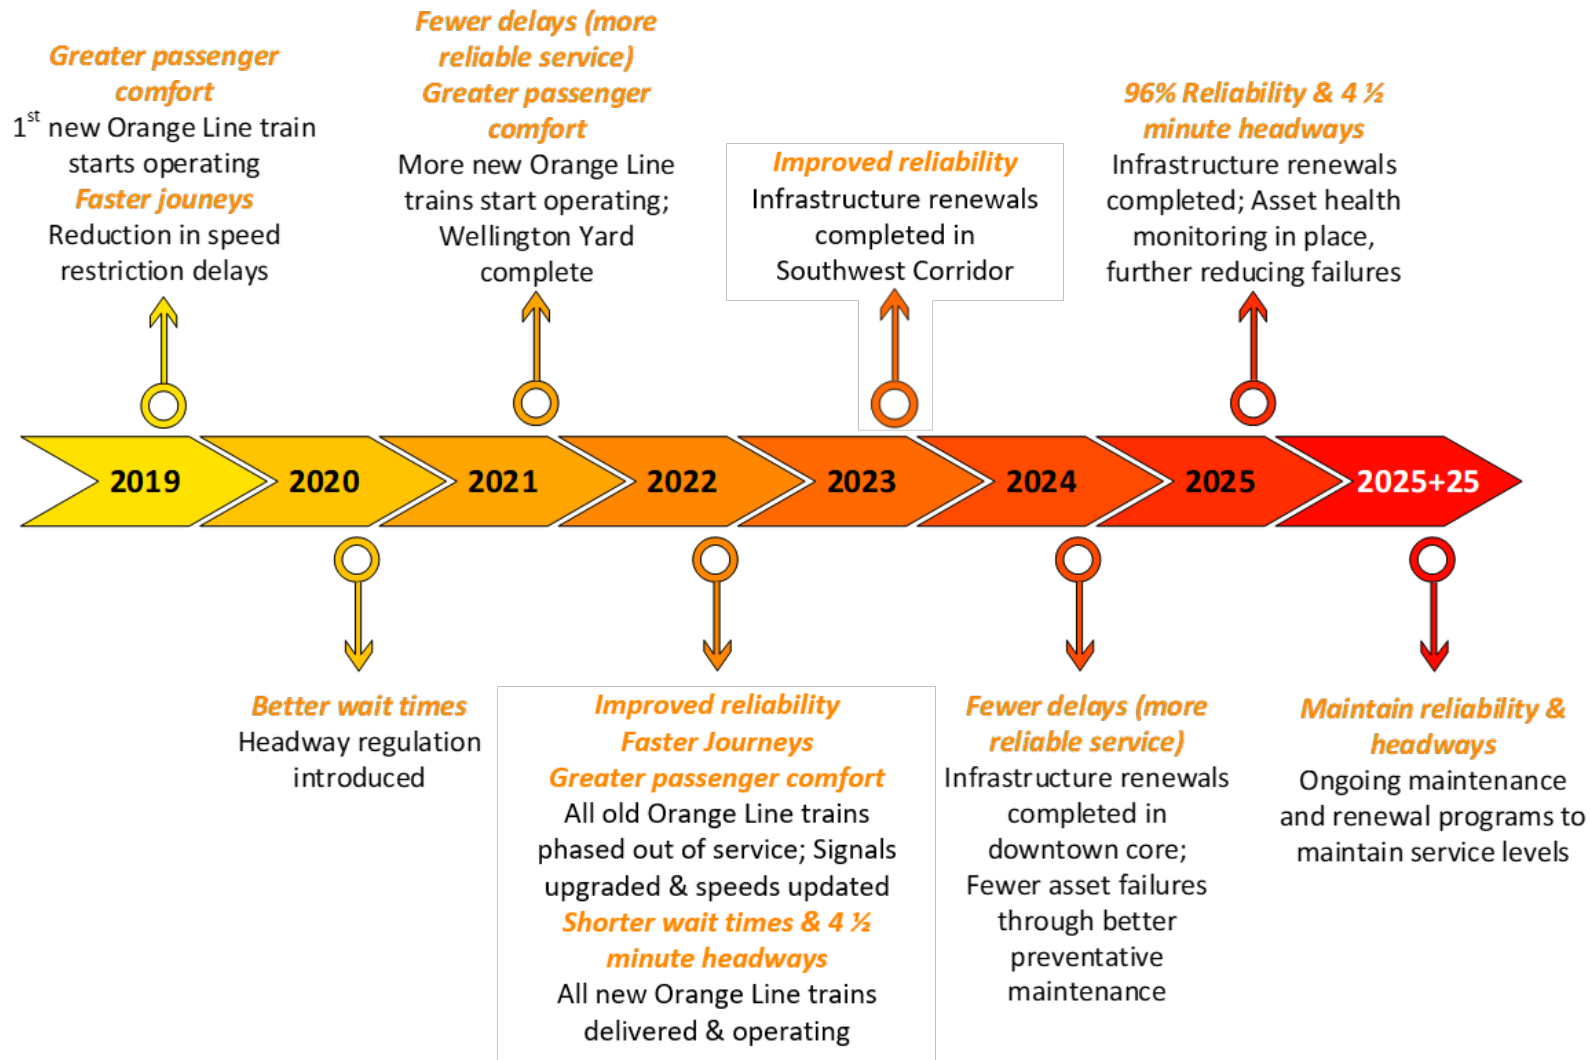 Greater passenger
comfort
1st new Orange Line train
starts operating
Faster jouneys
Reduction in speed
restriction delays
Fewer delays (more
reliable service)
Greater passenger
comfort
More new Orange Line
trains start operating;
Wellington Yard
complete
Improved reliability
Infrastructure renewals
completed in
Southwest Corridor
96% Reliability & 4 ½
minute headways
Infrastructure renewals
completed; Asset health
monitoring in place,
further reducing failures
2019
2020
2021
2022
2023
2024
2025
2025+25
Better wait times
Headway regulation
introduced
Improved reliability
Faster Journeys
Greater passenger comfort
All old Orange Line trains
phased out of service; Signals
upgraded & speeds updated
Shorter wait times & 4 ½
minute headways
All new Orange Line trains
delivered & operating
Fewer delays (more
reliable service)
Infrastructure renewals
completed in
downtown core;
Fewer asset failures
through better
preventative
maintenance
Maintain reliability &
headways
Ongoing maintenance
and renewal programs to
maintain service levels